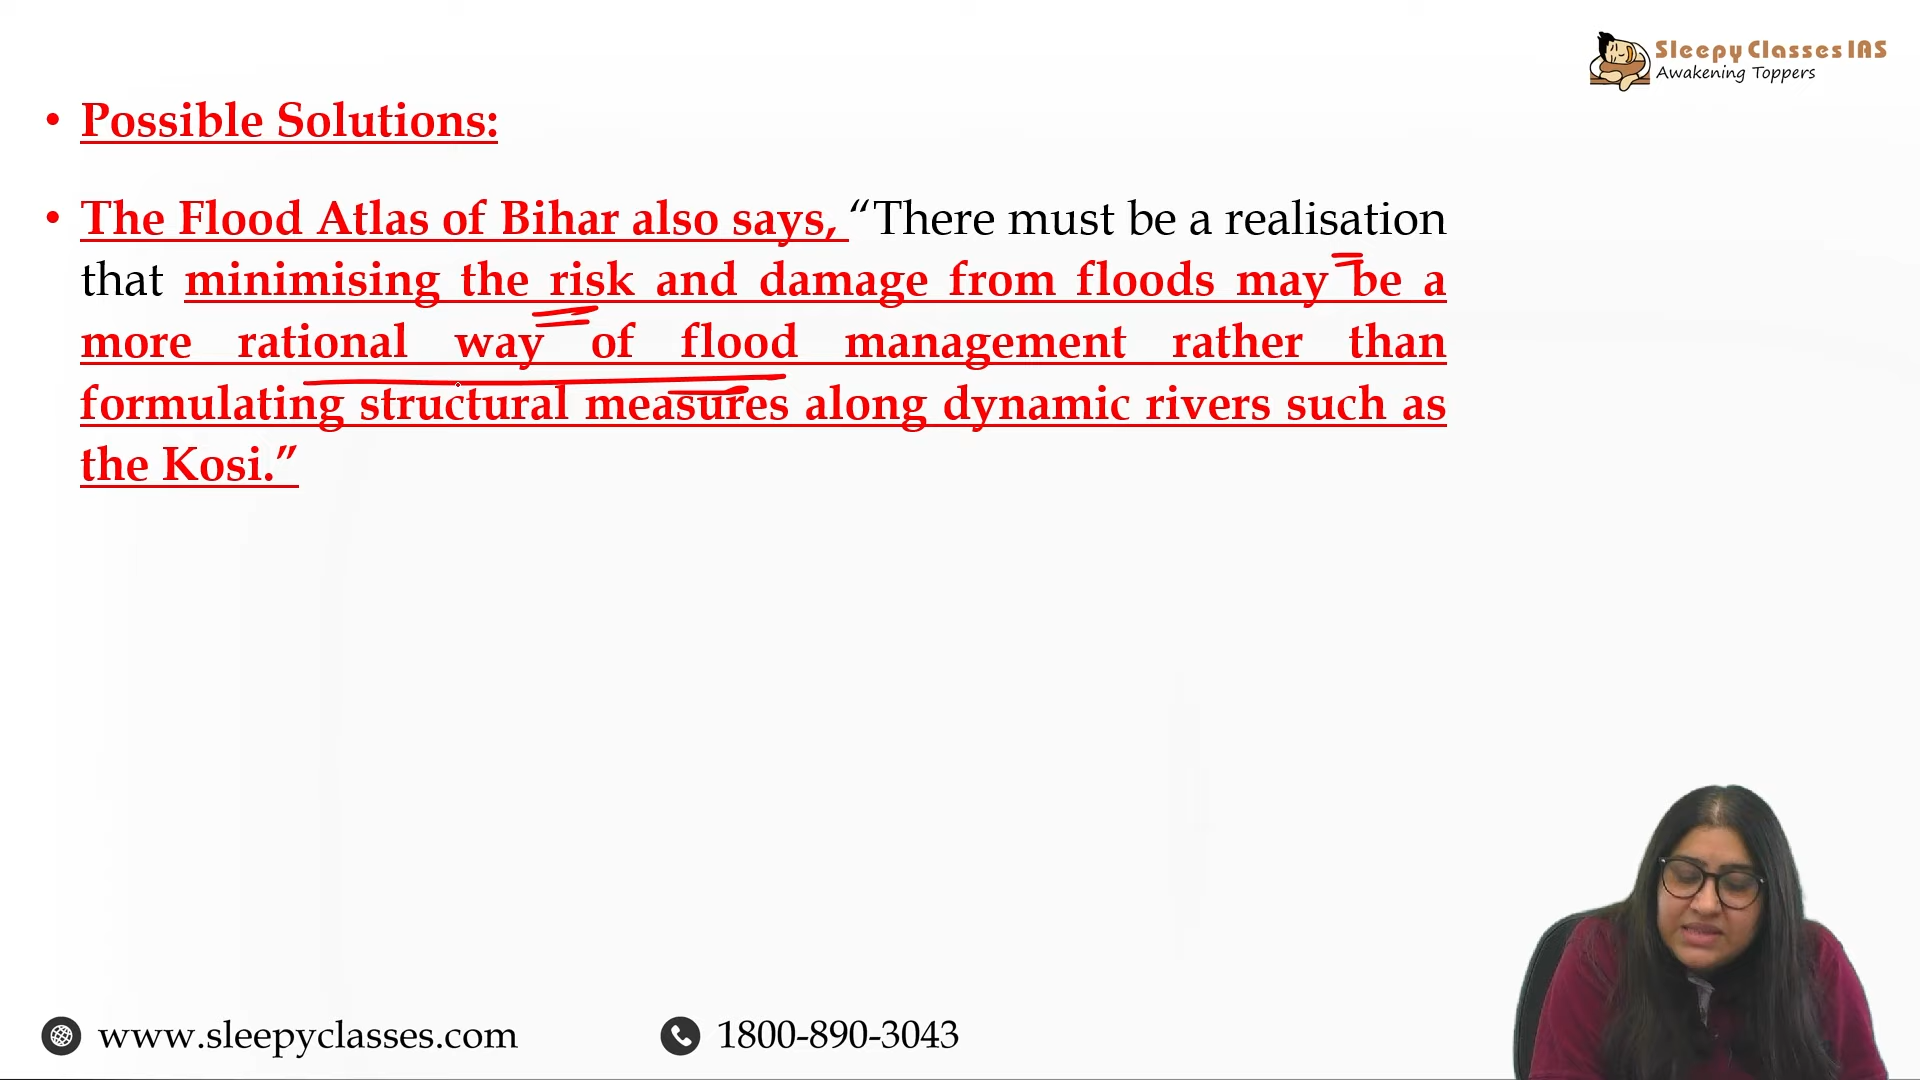 Sleepy Classes IAS
Awakening Toppers
• Possible Solutions:
• The Flood Atlas of Bihar also says, “There must be a realisation
that minimising the risk and damage from floods may be a
more rational way of flood management rather than
formulating structural measures along dynamic rivers such as
the Kosi.”
www.sleepyclasses.com
1800-890-3043